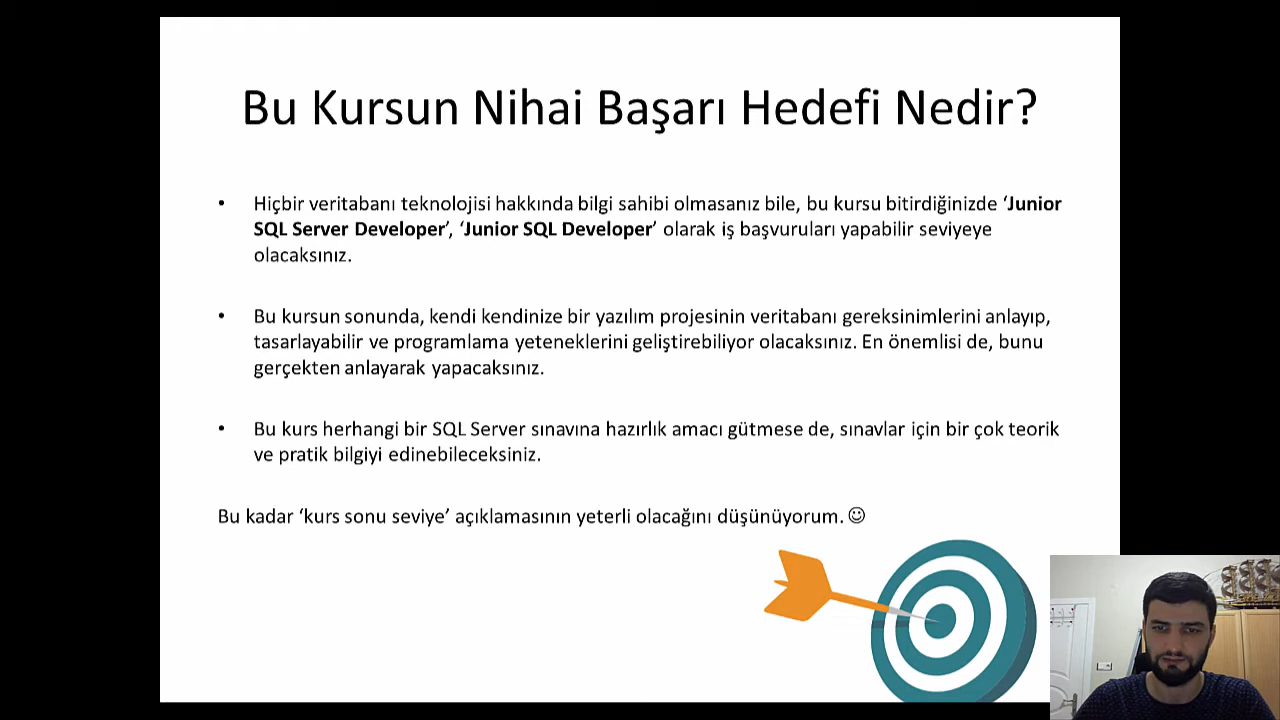 Bu Kursun Nihai Başarı Hedefi Nedir?
• Hiçbir veritabanı teknolojisi hakkında bilgi sahibi olmasanız bile, bu kursu bitirdiğinizde ‘Junior
SQL Server Developer’, ‘Junior SQL Developer’ olarak iş başvuruları yapabilir seviyeye
olacaksınız.
• Bu kursun sonunda, kendi kendinize bir yazılım projesinin veritabanı gereksinimlerini anlayıp,
tasarlayabilir ve programlama yeteneklerini geliştirebiliyor olacaksınız. En önemlisi de, bunu
gerçekten anlayarak yapacaksınız.
• Bu kurs herhangi bir SQL Server sınavına hazırlık amacı gütmese de, sınavlar için bir çok teorik
ve pratik bilgiyi edinebileceksiniz.
Bu kadar ‘kurs sonu seviye’ açıklamasının yeterli olacağını düşünüyorum. ☺